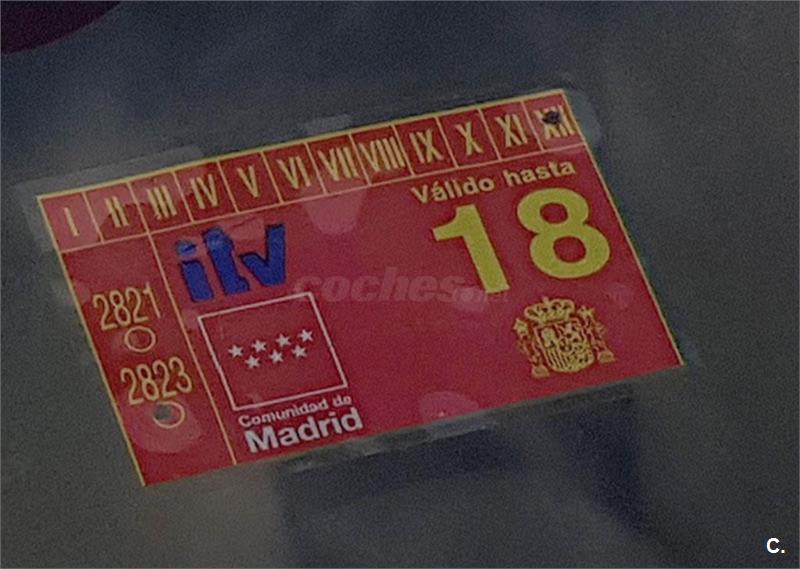 I II III IV V VI VII VIII IX X XI XII
Válido hasta
itv
18
coches.net
2821
2823
Comunidad de
Madrid
C.